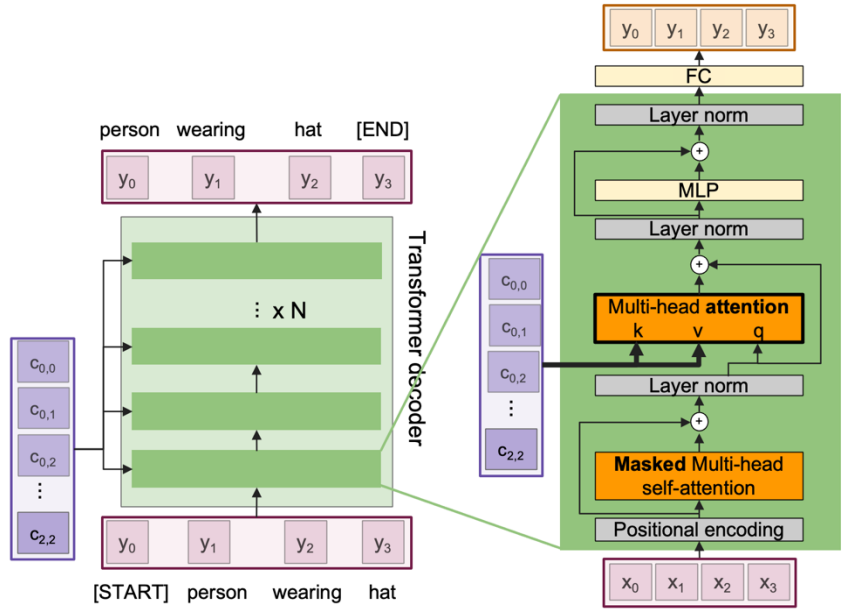 person wearing hat [END]
y0 y1 y2 y3
Transformer decoder
⋮ x N
c0,0
c0,1
c0,2
⋮
c2,2
y0 y1 y2 y3
[START] person wearing hat
y0 y1 y2 y3
FC
Layer norm
+
MLP
Layer norm
+
Multi-head attention
k v q
c0,0
c0,1
c0,2
⋮
c2,2
Layer norm
+
Masked Multi-head
self-attention
Positional encoding
x0 x1 x2 x3